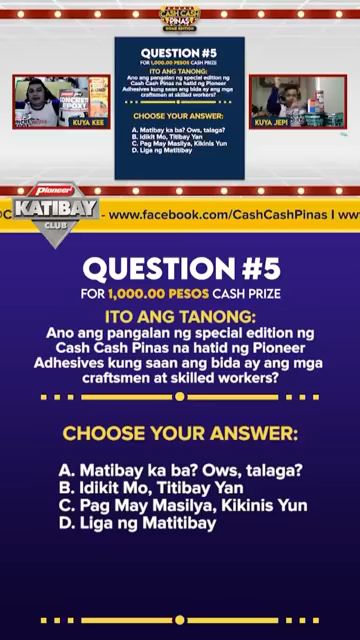 CASH CASH
PINAS
HOME EDITION
QUESTION #5
FOR 1,000.00 PESOS CASH PRIZE
ITO ANG TANONG:
Ano ang pangalan ng special edition ng
Cash Cash Pinas na hatid ng Pioneer
Adhesives kung saan ang bida ay ang mga
craftsmen at skilled workers?
CHOOSE YOUR ANSWER:
A. Matibay ka ba? Ows, talaga?
B. Idikit Mo, Titibay Yan
C. Pag May Masilya, Kikinis Yun
D. Liga ng Matitibay
KUYA KEE
KUYA JEPI
Pioneer
KATIBAY
CLUB
- www.facebook.com/CashCashPinas I ww
QUESTION #5
FOR 1,000.00 PESOS CASH PRIZE
ITO ANG TANONG:
Ano ang pangalan ng special edition ng
Cash Cash Pinas na hatid ng Pioneer
Adhesives kung saan ang bida ay ang mga
craftsmen at skilled workers?
CHOOSE YOUR ANSWER:
A. Matibay ka ba? Ows, talaga?
B. Idikit Mo, Titibay Yan
C. Pag May Masilya, Kikinis Yun
D. Liga ng Matitibay